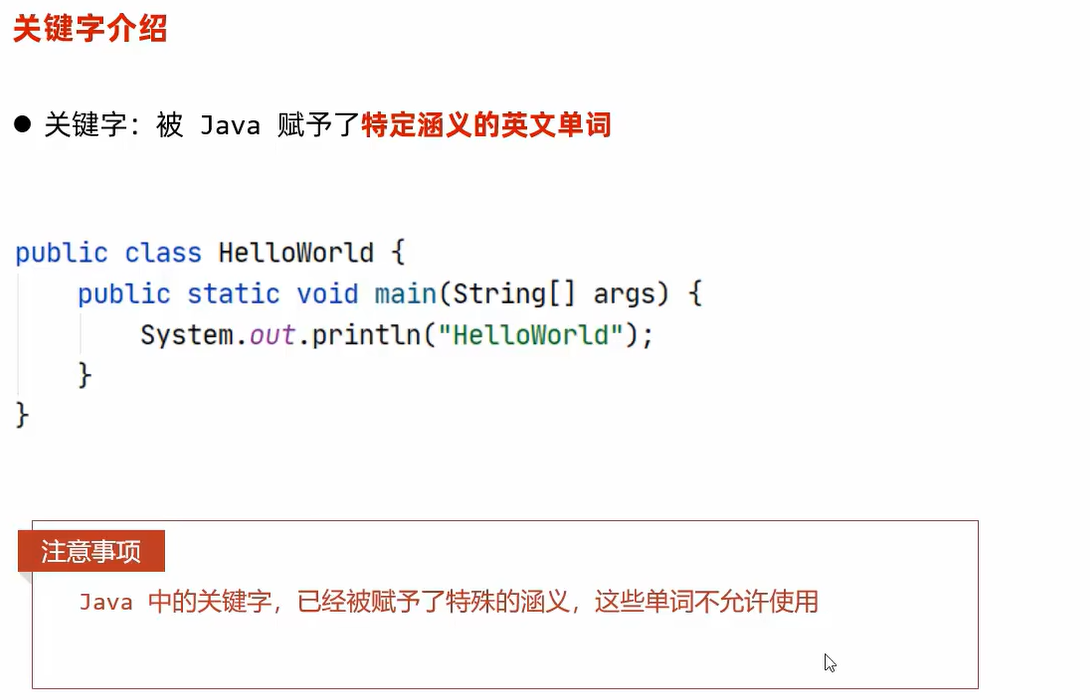 关键字介绍
● 关键字：被 Java 赋予了特定涵义的英文单词
public class HelloWorld {
    public static void main(String[] args) {
        System.out.println("HelloWorld");
    }
}
注意事项
Java 中的关键字，已经被赋予了特殊的涵义，这些单词不允许使用